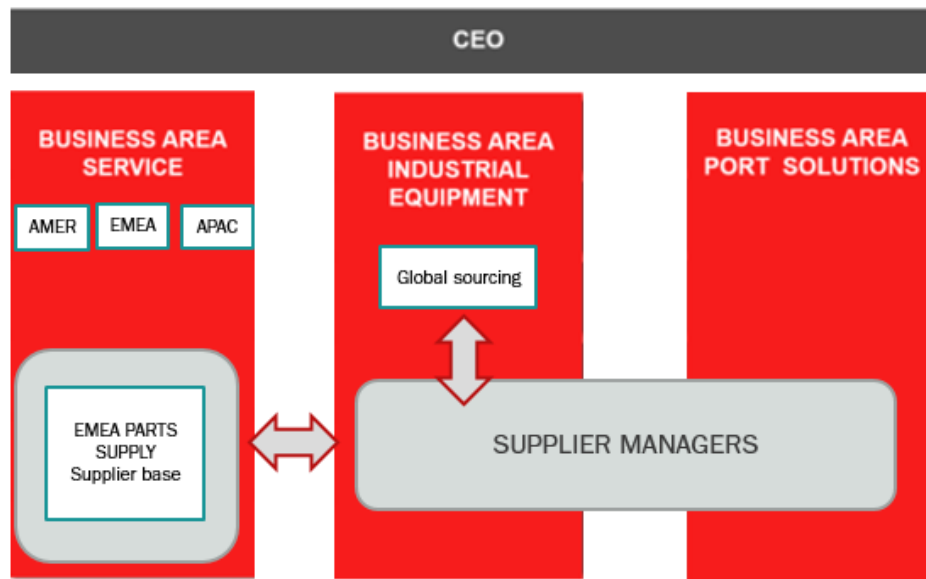 CEO
BUSINESS AREA
SERVICE
AMER
EMEA
APAC
EMEA PARTS
SUPPLY
Supplier base
BUSINESS AREA
INDUSTRIAL
EQUIPMENT
Global sourcing
BUSINESS AREA
PORT SOLUTIONS
SUPPLIER MANAGERS